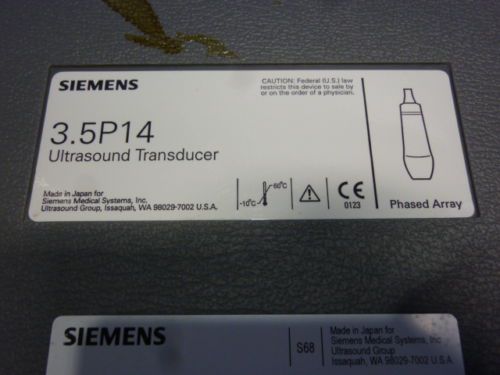 SIEMENS
CAUTION: Federal (U.S.) law
restricts this device to sale by
or on the order of a physician.
3.5P14
Ultrasound Transducer
Made in Japan for
Siemens Medical Systems, Inc.
Ultrasound Group, Issaquah, WA 98029-7002 U.S.A.
-10°C
60°C
CE
0123
Phased Array
SIEMENS
S68
Made in Japan for
Siemens Medical Systems, Inc
Ultrasound Group
Issaquah, WA 98029-7002 U.S.A.